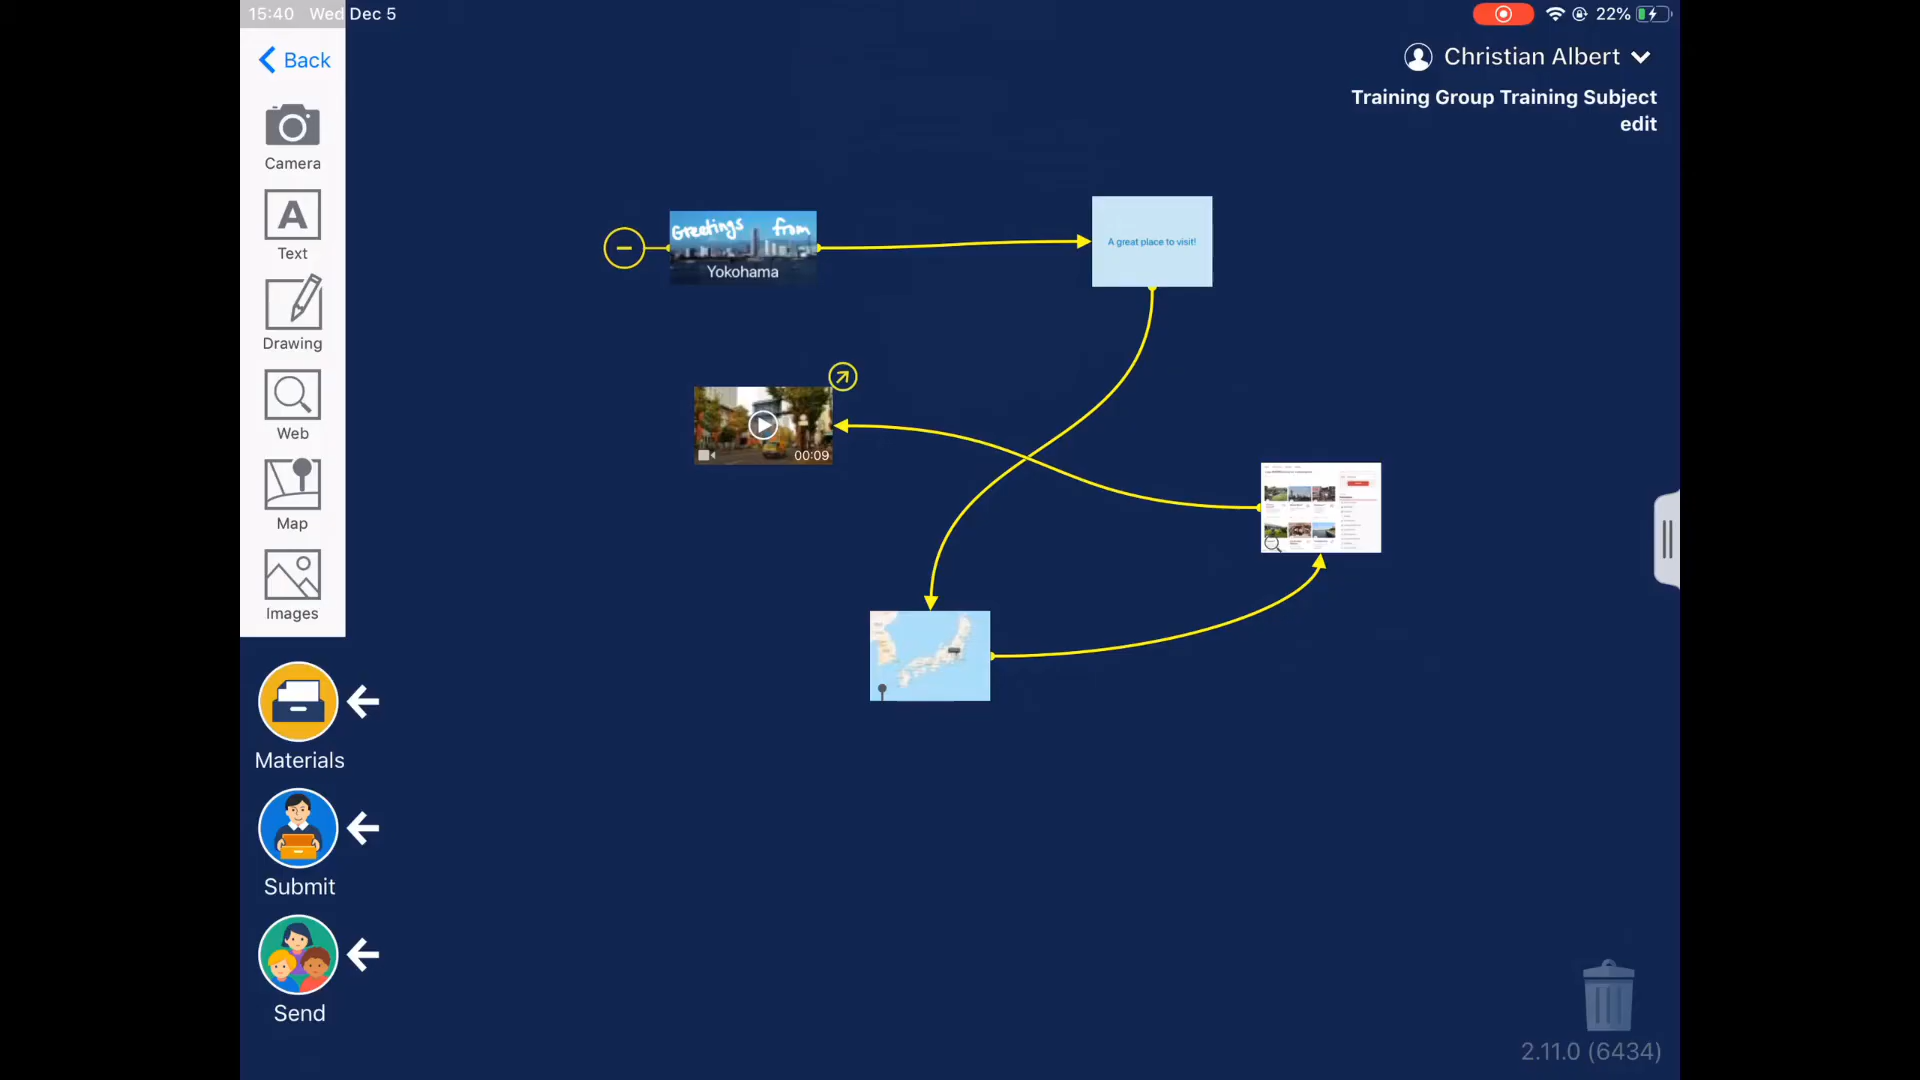 15:40 Wed Dec 5
22%
Back
Christian Albert
Training Group Training Subject
edit
Camera
Text
Drawing
Web
Map
Images
Materials
Submit
Send
Greetings from
Yokohama
A great place to visit!
00:09
2.11.0 (6434)